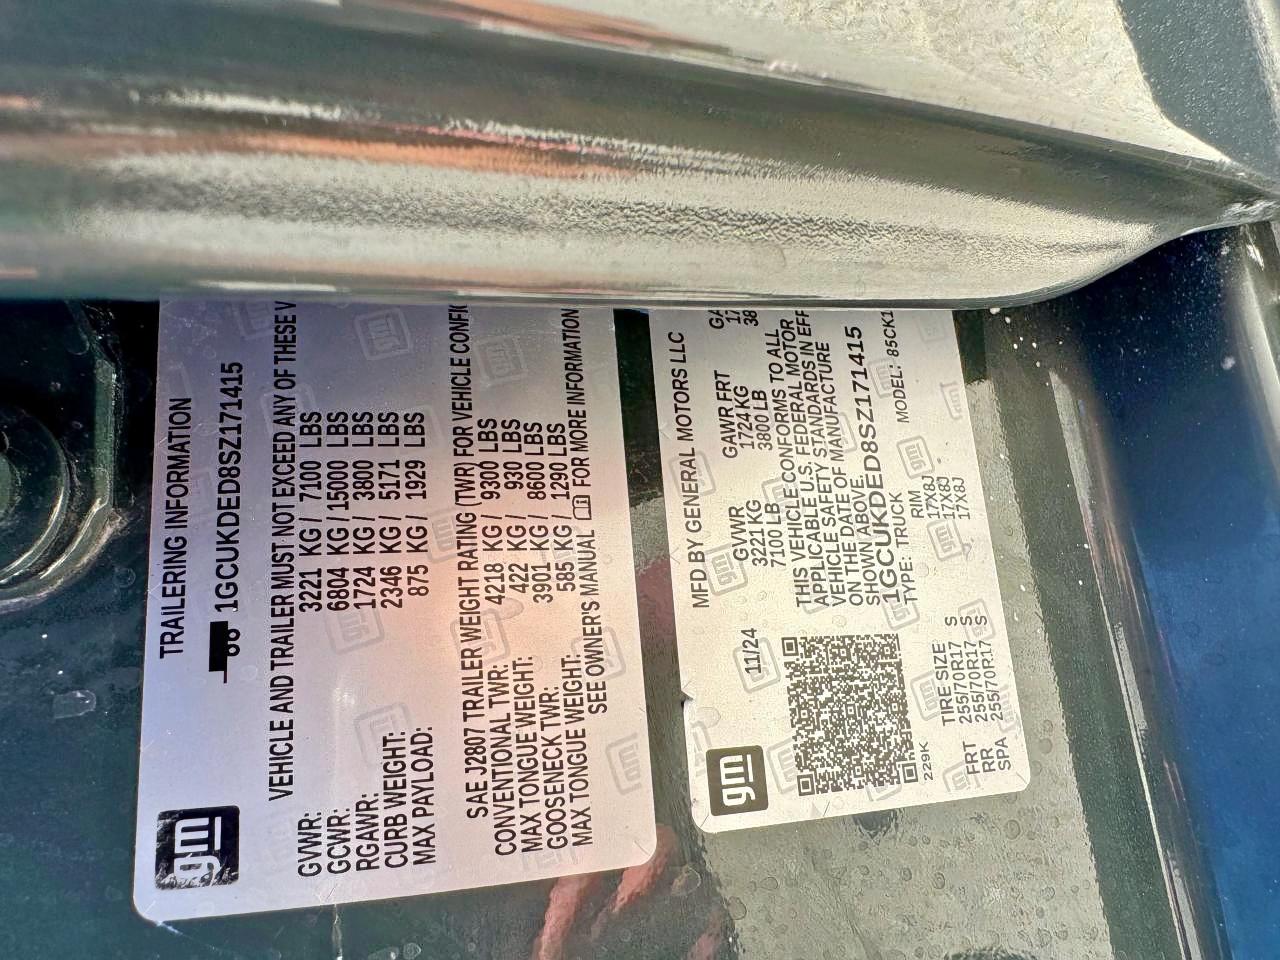 gm
TRAILERING INFORMATION
1GCUKDED8SZ171415
VEHICLE AND TRAILER MUST NOT EXCEED ANY OF THESE V
GVWR: 3221 KG / 7100 LBS
GCWR: 6804 KG / 15000 LBS
RGAWR: 1724 KG / 3800 LBS
CURB WEIGHT: 2346 KG / 5171 LBS
MAX PAYLOAD: 875 KG / 1929 LBS
SAE J2807 TRAILER WEIGHT RATING (TWR) FOR VEHICLE CONFI
CONVENTIONAL TWR: 4218 KG / 9300 LBS
MAX TONGUE WEIGHT: 422 KG / 930 LBS
GOOSENECK TWR: 3901 KG / 8600 LBS
MAX TONGUE WEIGHT: 585 KG / 1290 LBS
SEE OWNER'S MANUAL FOR MORE INFORMATION
gm
MFD BY GENERAL MOTORS LLC
11/24 GVWR GAWR FRT GA
3221 KG 1724 KG 17
7100 LB 3800 LB 38
THIS VEHICLE CONFORMS TO ALL
APPLICABLE U.S. FEDERAL MOTOR
VEHICLE SAFETY STANDARDS IN EFF
ON THE DATE OF MANUFACTURE
SHOWN ABOVE.
1GCUKDED8SZ171415
TYPE: TRUCK MODEL: 85CK1
229K
TIRE SIZE RIM
FRT 255/70R17 S 17X8J
RR 255/70R17 S 17X8J
SPA 255/70R17 S 17X8J